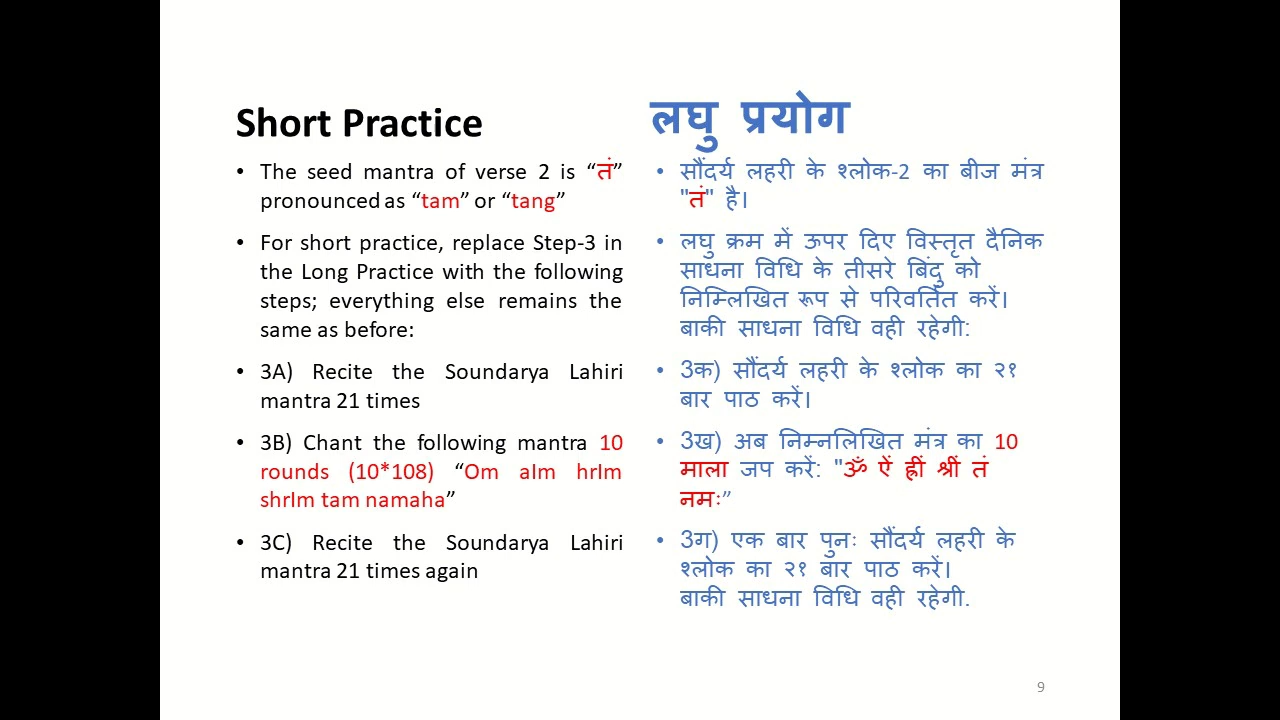 Short Practice
• The seed mantra of verse 2 is “तं”
pronounced as “tam” or “tang”
• For short practice, replace Step-3 in
the Long Practice with the following
steps; everything else remains the
same as before:
• 3A) Recite the Soundarya Lahiri
mantra 21 times
• 3B) Chant the following mantra 10
rounds (10*108) “Om aIm hrIm
shrIm tam namaha”
• 3C) Recite the Soundarya Lahiri
mantra 21 times again
लघु प्रयोग
• सौंदर्य लहरी के श्लोक-2 का बीज मंत्र
"तं" है।
• लघु क्रम में ऊपर दिए विस्तृत दैनिक
साधना विधि के तीसरे बिंदु को
निम्लिखित रूप से परिवर्तित करें।
बाकी साधना विधि वही रहेगी:
• 3क) सौंदर्य लहरी के श्लोक का २१
बार पाठ करें।
• 3ख) अब निम्नलिखित मंत्र का 10
माला जप करें: "ॐ ऐं ह्रीं श्रीं तं
नमः”
• 3ग) एक बार पुनः सौंदर्य लहरी के
श्लोक का २१ बार पाठ करें।
बाकी साधना विधि वही रहेगी.
9